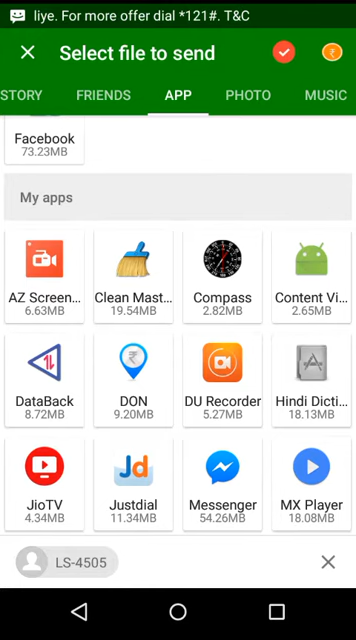 liye. For more offer dial *121#. T&C
Select file to send
STORY FRIENDS APP PHOTO MUSIC
Facebook
73.23MB
My apps
AZ Screen... Clean Mast... Compass Content Vi...
6.63MB 19.54MB 2.82MB 2.65MB
DataBack DON DU Recorder Hindi Dicti...
8.72MB 9.20MB 5.27MB 18.13MB
Jd
JioTV Justdial Messenger MX Player
4.34MB 11.34MB 54.26MB 18.08MB
LS-4505